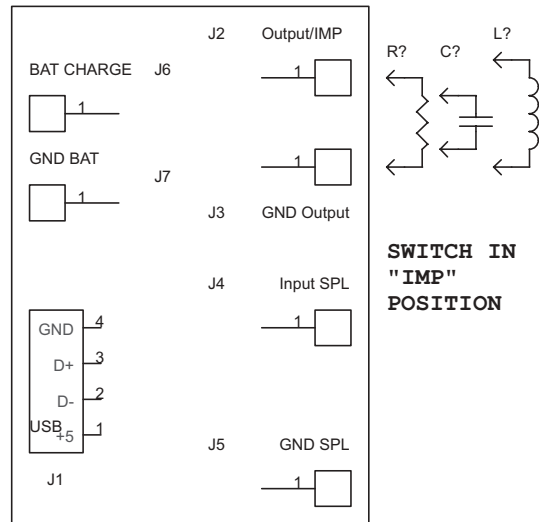 J2 Output/IMP
BAT CHARGE J6
1
1
GND BAT
J7
1
1
J3 GND Output
J4 Input SPL
1
GND 4
D+ 3
D- 2
USB +5 1
J1
J5 GND SPL
1
R? C? L?
SWITCH IN
"IMP"
POSITION